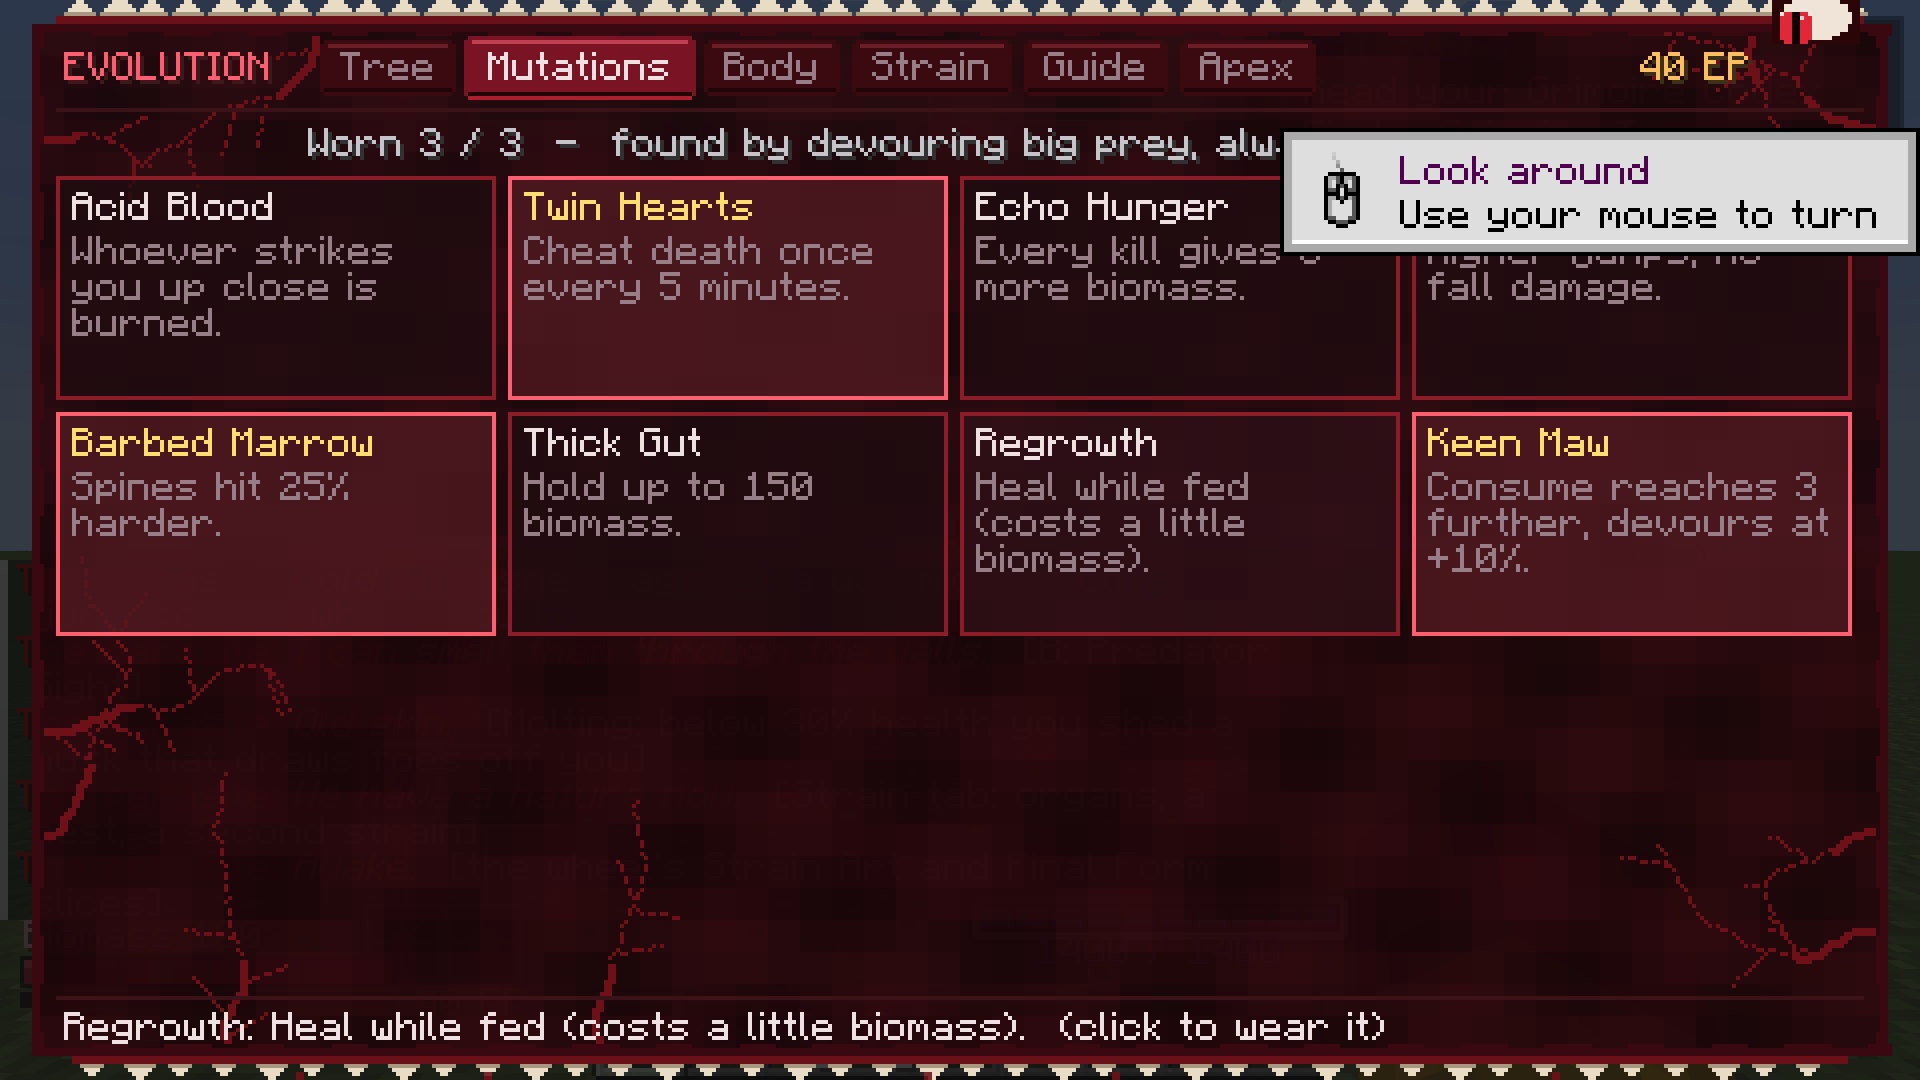 EVOLUTION Tree Mutations Body Strain Guide Apex 40 EP
Worn 3 / 3 - found by devouring big prey, alw
Look around
Use your mouse to turn
Acid Blood
Whoever strikes
you up close is
burned.
Twin Hearts
Cheat death once
every 5 minutes.
Echo Hunger
Every kill gives
more biomass.
fall damage.
Barbed Marrow
Spines hit 25%
harder.
Thick Gut
Hold up to 150
biomass.
Regrowth
Heal while fed
(costs a little
biomass).
Keen Maw
Consume reaches 3
further, devours at
+10%.
Regrowth: Heal while fed (costs a little biomass). (click to wear it)